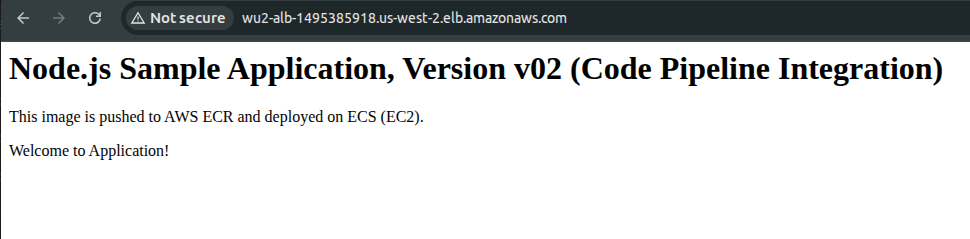 Not secure wu2-alb-1495385918.us-west-2.elb.amazonaws.com
Node.js Sample Application, Version v02 (Code Pipeline Integration)
This image is pushed to AWS ECR and deployed on ECS (EC2).
Welcome to Application!